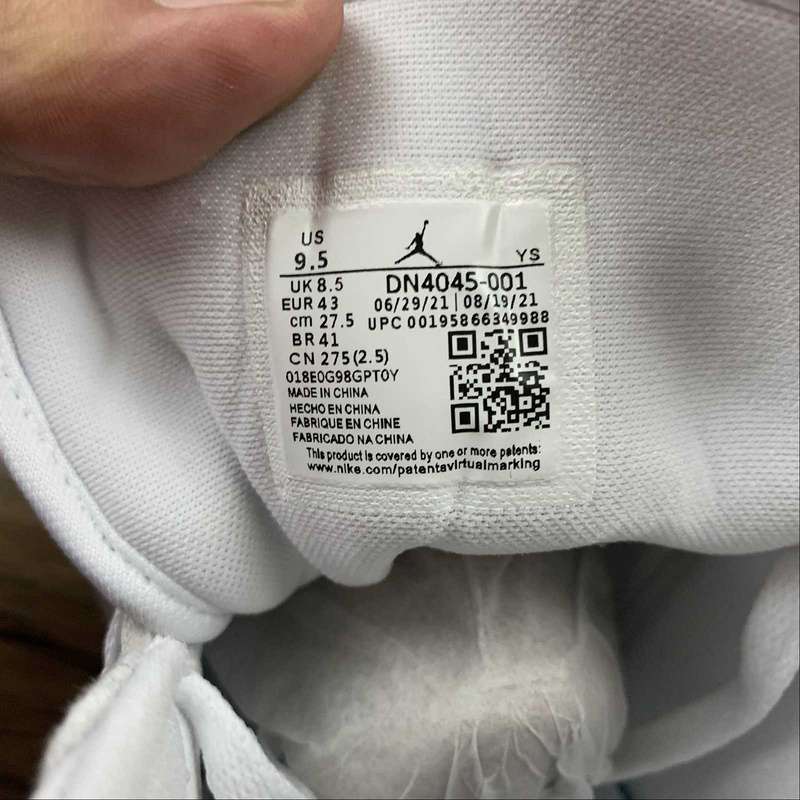 US
9.5 YS
UK 8.5 DN4045-001
EUR 43 06/29/21 | 08/19/21
cm 27.5 UPC 00195866349988
BR 41
CN 275 (2.5)
018E0G98GPT0Y
MADE IN CHINA
HECHO EN CHINA
FABRIQUE EN CHINE
FABRICADO NA CHINA
This product is covered by one or more patents:
www.nike.com/patentsvirtualmarking